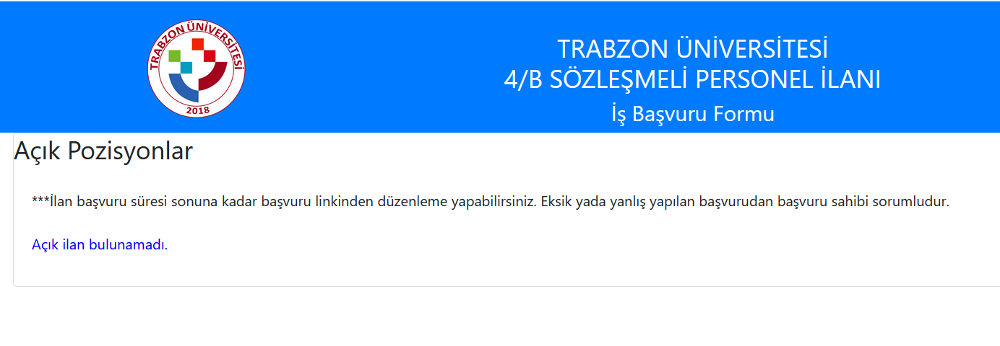 TRABZON ÜNİVERSİTESİ
2018
TRABZON ÜNİVERSİTESİ
4/B SÖZLEŞMELİ PERSONEL İLANI
İş Başvuru Formu
Açık Pozisyonlar
***İlan başvuru süresi sonuna kadar başvuru linkinden düzenleme yapabilirsiniz. Eksik yada yanlış yapılan başvurudan başvuru sahibi sorumludur.
Açık ilan bulunamadı.